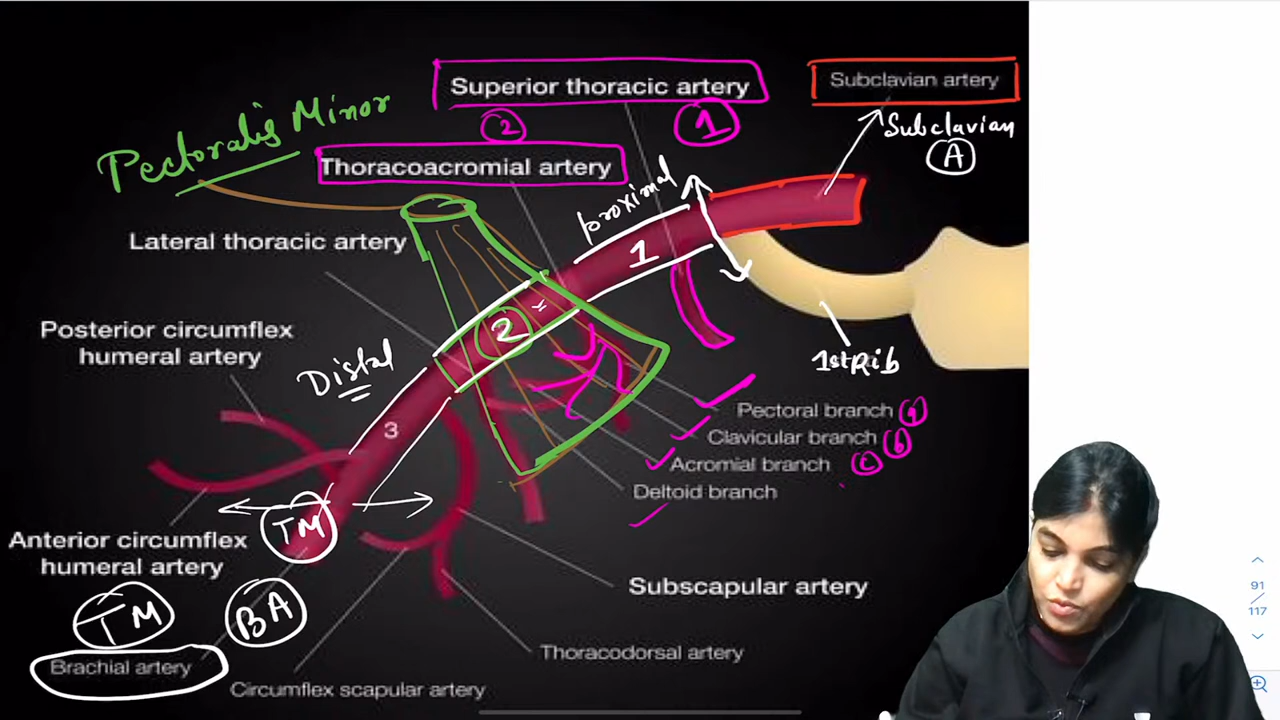 Superior thoracic artery
1
Subclavian artery
Subclavian
A
Pectoralis Minor
2
Thoracoacromial artery
proximal
1
Lateral thoracic artery
Posterior circumflex
humeral artery
2
Distal
1st Rib
3
Pectoral branch a
Clavicular branch b
Acromial branch c
Deltoid branch
TM
Anterior circumflex
humeral artery
Subscapular artery
TM
BA
Brachial artery
Thoracodorsal artery
Circumflex scapular artery
91
/
117